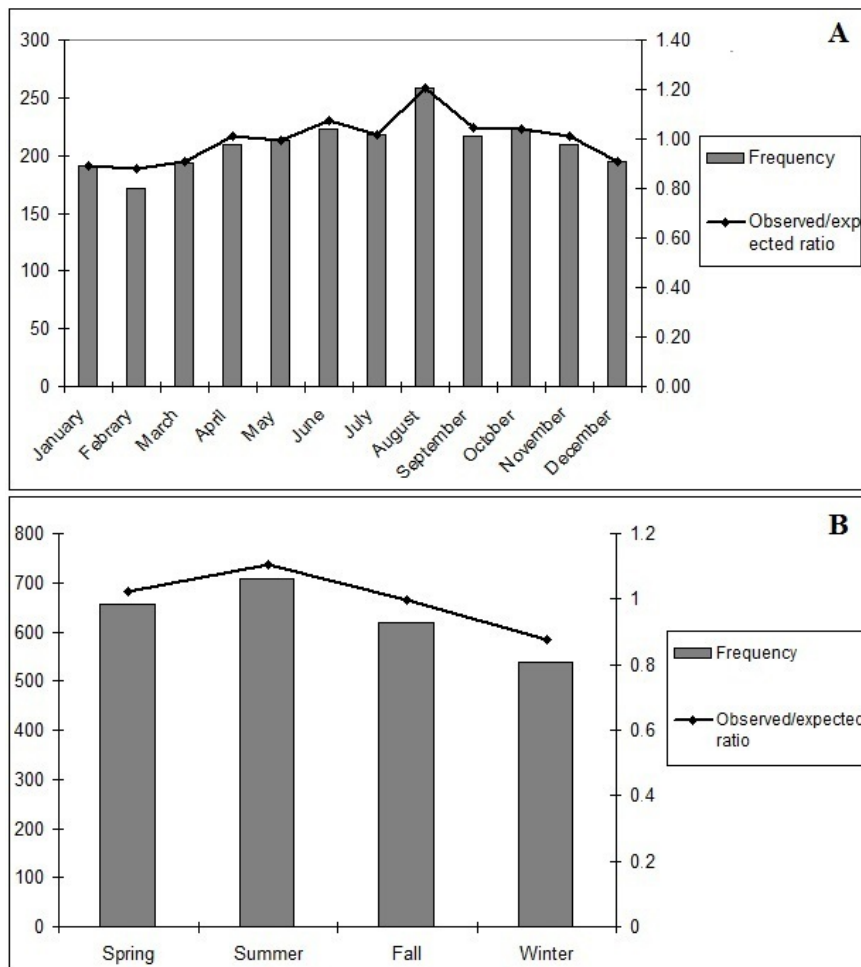 A
300
250
200
150
100
50
0
1.40
1.20
1.00
0.80
0.60
0.40
0.20
0.00
January
Febrary
March
April
May
June
July
August
September
October
November
December
Frequency
Observed/exp
ected ratio
B
800
700
600
500
400
300
200
100
0
1.2
1
0.8
0.6
0.4
0.2
0
Spring
Summer
Fall
Winter
Frequency
Observed/expected
ratio